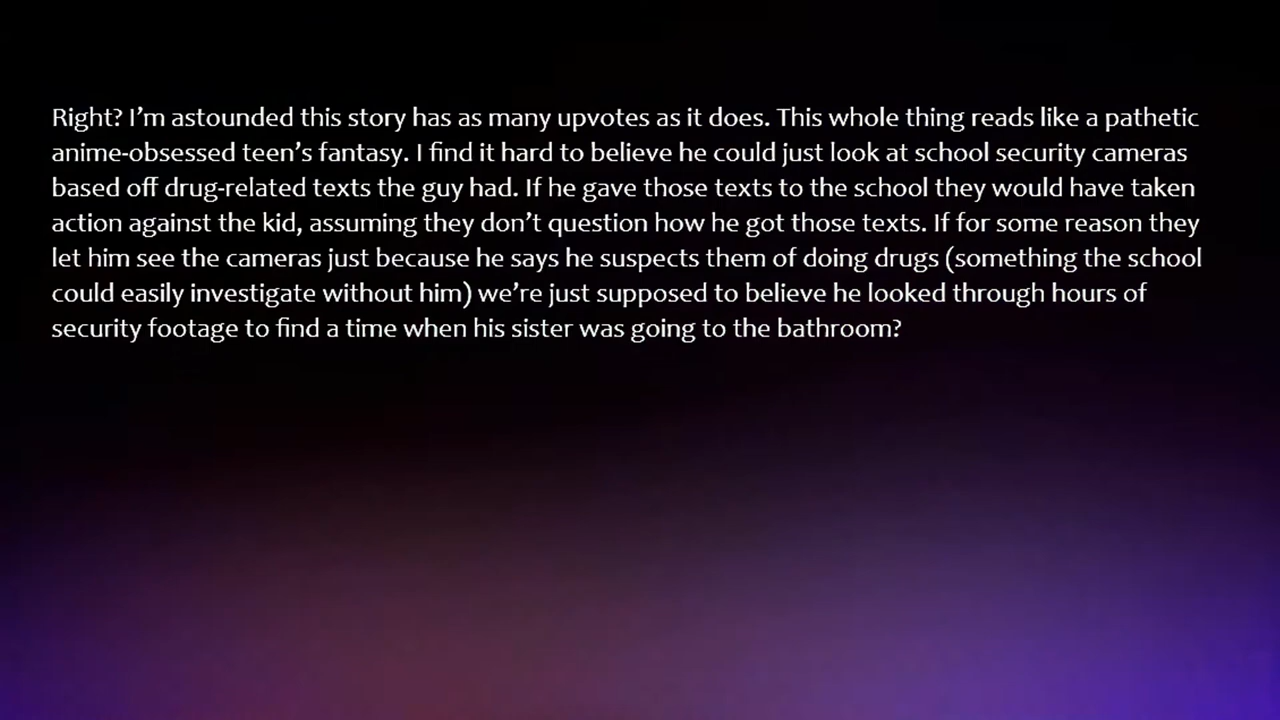 Right? I’m astounded this story has as many upvotes as it does. This whole thing reads like a pathetic
anime-obsessed teen’s fantasy. I find it hard to believe he could just look at school security cameras
based off drug-related texts the guy had. If he gave those texts to the school they would have taken
action against the kid, assuming they don’t question how he got those texts. If for some reason they
let him see the cameras just because he says he suspects them of doing drugs (something the school
could easily investigate without him) we’re just supposed to believe he looked through hours of
security footage to find a time when his sister was going to the bathroom?